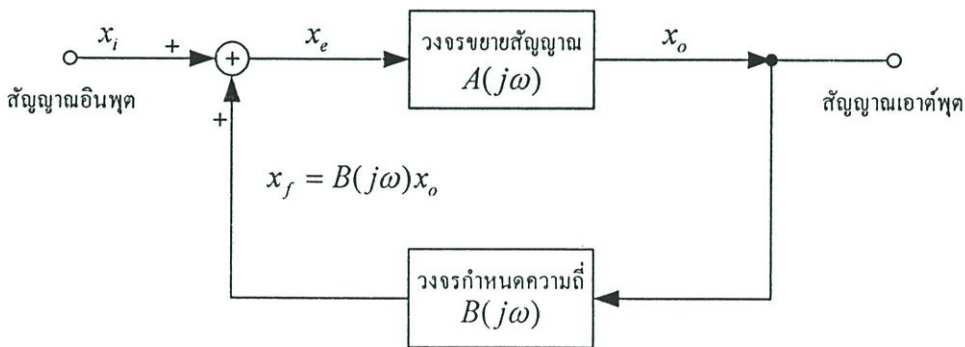 x_i
+
+
x_e
วงจรขยายสัญญาณ
A(jω)
x_o
สัญญาณอินพุต
สัญญาณเอาต์พุต
+
x_f = B(jω)x_o
วงจรกำหนดความถี่
B(jω)